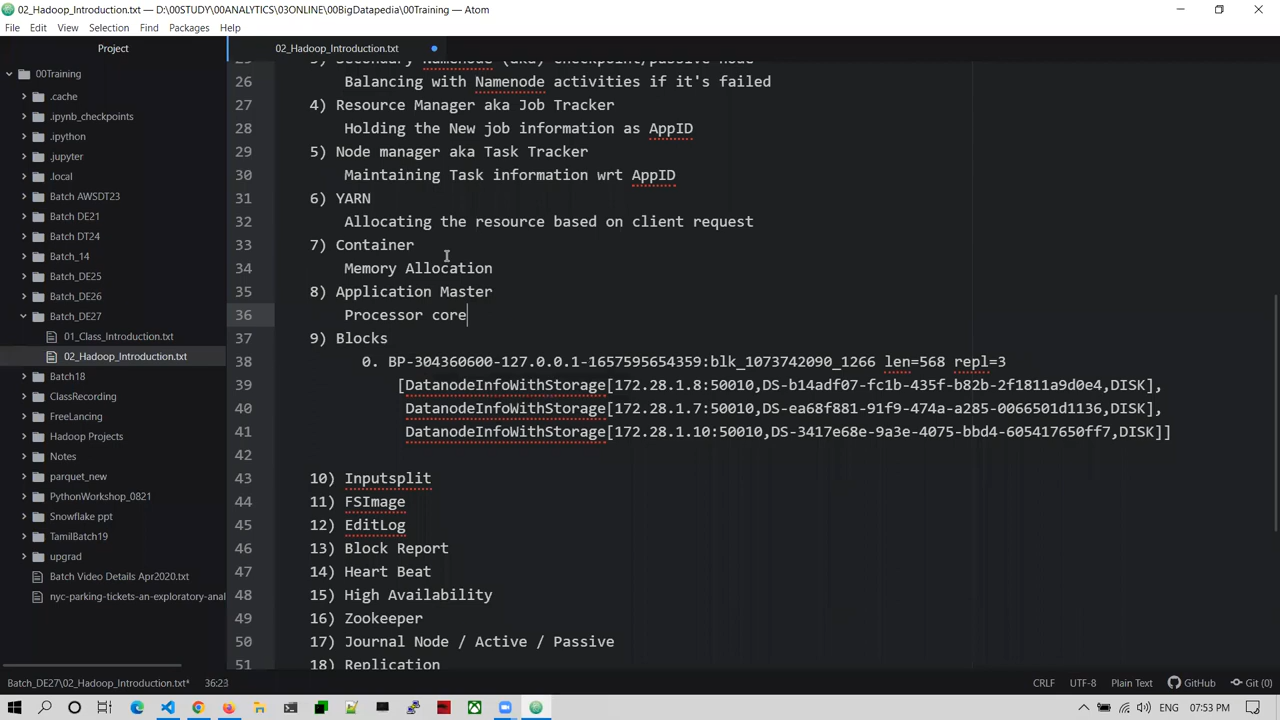 02_Hadoop_Introduction.txt — D:\00STUDY\00ANALYTICS\03ONLINE\00BigDatapedia\00Training — Atom
File Edit View Selection Find Packages Help
Project
02_Hadoop_Introduction.txt
00Training
.cache
.ipynb_checkpoints
.ipython
.jupyter
.local
Batch AWSDT23
Batch DE21
Batch DT24
Batch_14
Batch_DE25
Batch_DE26
Batch_DE27
01_Class_Introduction.txt
02_Hadoop_Introduction.txt
Batch18
ClassRecording
FreeLancing
Hadoop Projects
Notes
parquet_new
PythonWorkshop_0821
Snowflake ppt
TamilBatch19
upgrad
Batch Video Details Apr2020.txt
nyc-parking-tickets-an-exploratory-anal
26 Balancing with Namenode activities if it's failed
27 4) Resource Manager aka Job Tracker
28 Holding the New job information as AppID
29 5) Node manager aka Task Tracker
30 Maintaining Task information wrt AppID
31 6) YARN
32 Allocating the resource based on client request
33 7) Container
34 Memory Allocation
35 8) Application Master
36 Processor core
37 9) Blocks
38 0. BP-304360600-127.0.0.1-1657595654359:blk_1073742090_1266 len=568 repl=3
39 [DatanodeInfoWithStorage[172.28.1.8:50010,DS-b14adf07-fc1b-435f-b82b-2f1811a9d0e4,DISK],
40 DatanodeInfoWithStorage[172.28.1.7:50010,DS-ea68f881-91f9-474a-a285-0066501d1136,DISK],
41 DatanodeInfoWithStorage[172.28.1.10:50010,DS-3417e68e-9a3e-4075-bbd4-605417650ff7,DISK]]
42
43 10) Inputsplit
44 11) FSImage
45 12) EditLog
46 13) Block Report
47 14) Heart Beat
48 15) High Availability
49 16) Zookeeper
50 17) Journal Node / Active / Passive
51 18) Replication
Batch_DE27\02_Hadoop_Introduction.txt* 36:23 CRLF UTF-8 Plain Text GitHub Git (0)
ENG 07:53 PM